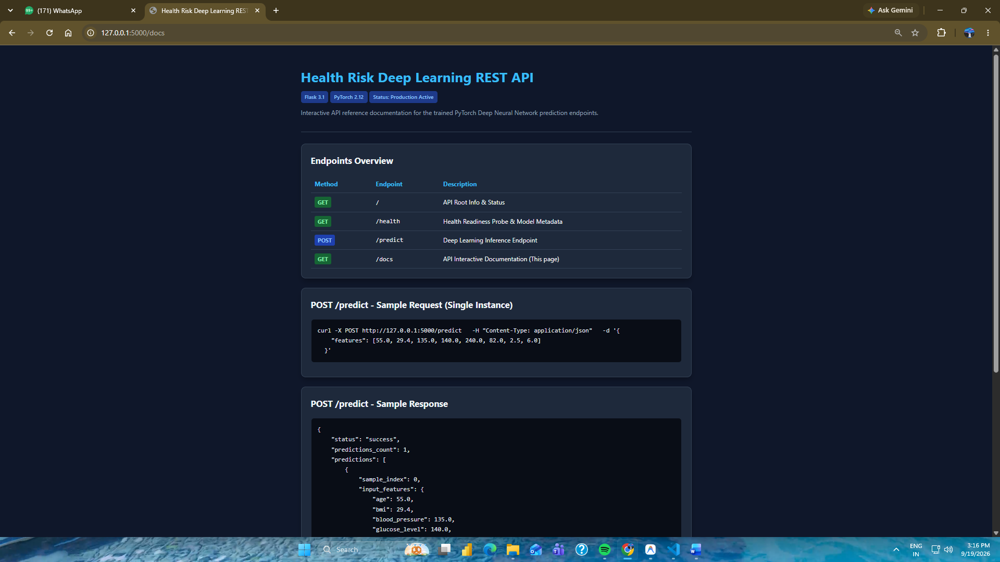 99+
(171) WhatsApp
Health Risk Deep Learning REST
Ask Gemini
127.0.0.1:5000/docs
Health Risk Deep Learning REST API
Flask 3.1
PyTorch 2.12
Status: Production Active
Interactive API reference documentation for the trained PyTorch Deep Neural Network prediction endpoints.
Endpoints Overview
Method Endpoint Description
GET / API Root Info & Status
GET /health Health Readiness Probe & Model Metadata
POST /predict Deep Learning Inference Endpoint
GET /docs API Interactive Documentation (This page)
POST /predict - Sample Request (Single Instance)
curl -X POST http://127.0.0.1:5000/predict   -H "Content-Type: application/json"   -d '{
    "features": [55.0, 29.4, 135.0, 140.0, 240.0, 82.0, 2.5, 6.0]
  }'
POST /predict - Sample Response
{
    "status": "success",
    "predictions_count": 1,
    "predictions": [
        {
            "sample_index": 0,
            "input_features": {
                "age": 55.0,
                "bmi": 29.4,
                "blood_pressure": 135.0,
                "glucose_level": 140.0,
Search
ENG
IN
3:16 PM
9/19/2026